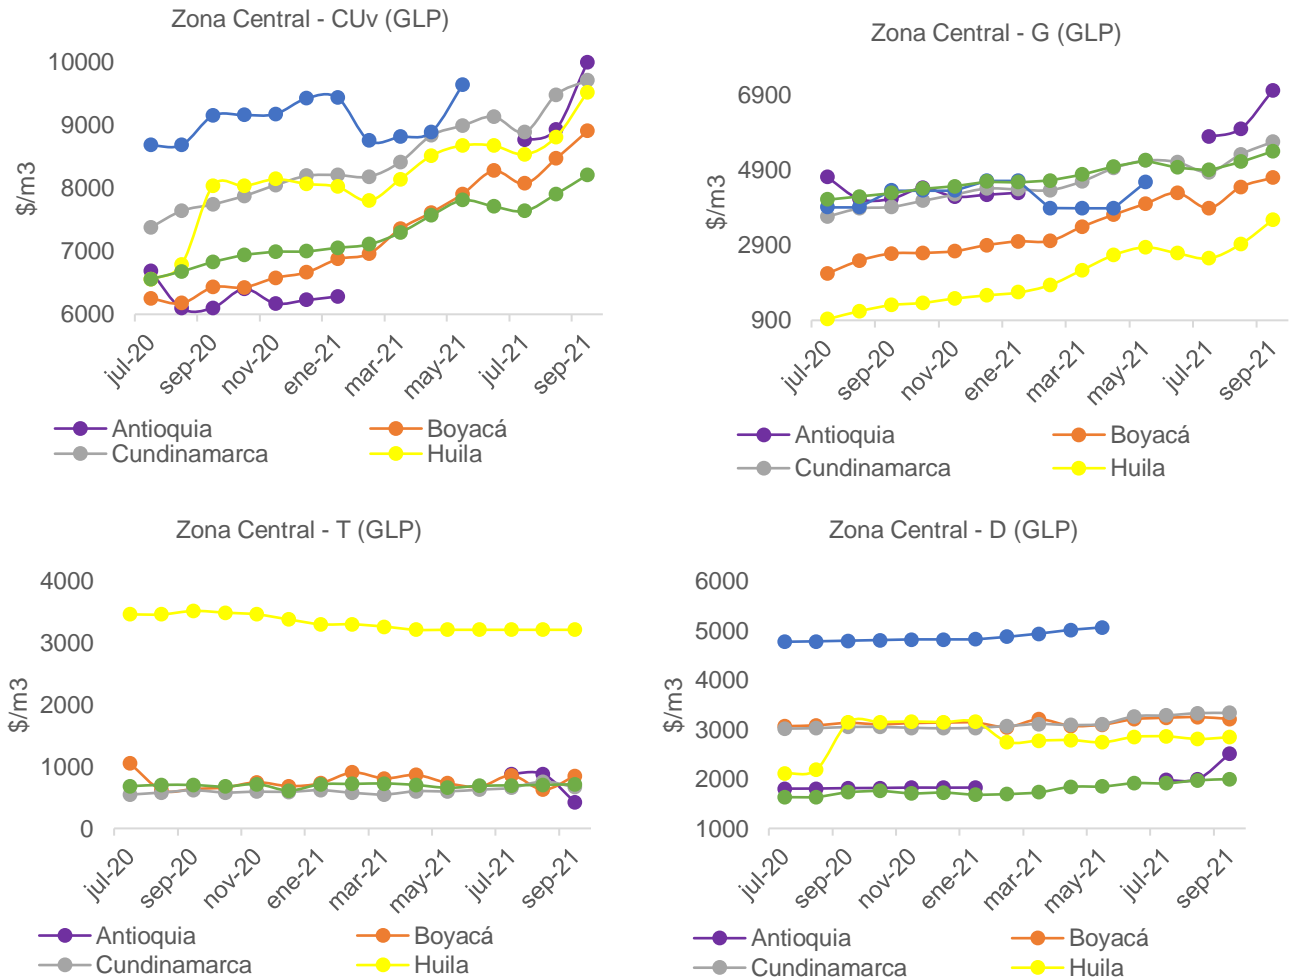 Zona Central - CUv (GLP)
$/m3
10000
9000
8000
7000
6000
jul-20 sep-20 nov-20 ene-21 mar-21 may-21 jul-21 sep-21
Antioquia Boyacá
Cundinamarca Huila
Zona Central - G (GLP)
$/m3
6900
4900
2900
900
jul-20 sep-20 nov-20 ene-21 mar-21 may-21 jul-21 sep-21
Antioquia Boyacá
Cundinamarca Huila
Zona Central - T (GLP)
$/m3
4000
3000
2000
1000
0
jul-20 sep-20 nov-20 ene-21 mar-21 may-21 jul-21 sep-21
Antioquia Boyacá
Cundinamarca Huila
Zona Central - D (GLP)
$/m3
6000
5000
4000
3000
2000
1000
jul-20 sep-20 nov-20 ene-21 mar-21 may-21 jul-21 sep-21
Antioquia Boyacá
Cundinamarca Huila